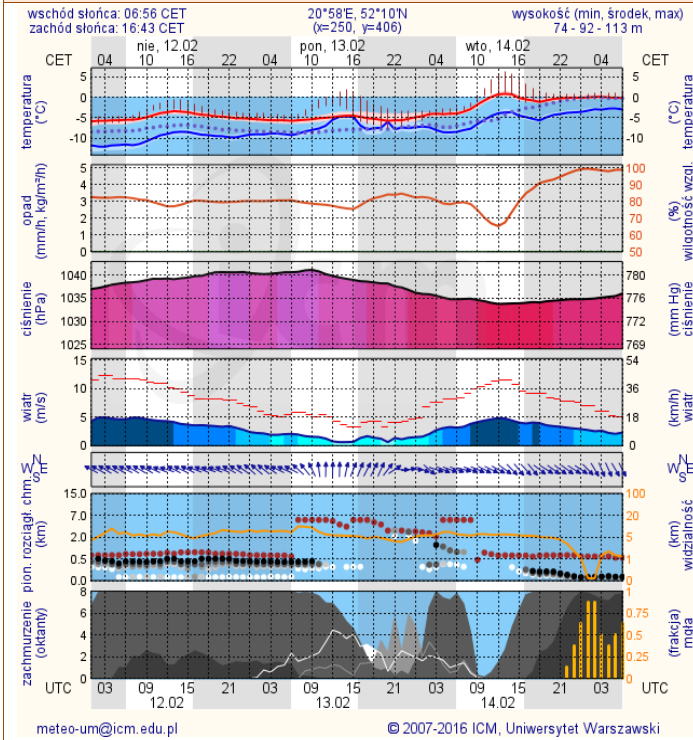 wschód słońca: 06:56 CET 20°58'E, 52°10'N wysokość (min, środek, max)
zachód słońca: 16:43 CET (x=250, y=406) 74 - 92 - 113 m
nie, 12.02 pon, 13.02 wto, 14.02
CET 04 10 16 22 04 10 16 22 04 10 16 22 04 CET
temperatura (°C) 5 0 -5 -10 5 0 -5 -10 temperatura (°C)
opad (mm/h, kg/m²/h) 5 4 3 2 1 0 100 90 80 70 60 50 (%) wilgotność wzgl.
ciśnienie (hPa) 1040 1035 1030 1025 780 776 772 769 (mm Hg) ciśnienie
wiatr (m/s) 15 10 5 0 54 36 18 0 (km/h) wiatr
N W E S N W E S
pion. rozciągł. chm. (km) 15.0 7.0 2.0 0.5 0.0 100 20 5 1 0 (km) widzialność
zachmurzenie (oktanty) 8 6 4 2 0 1 0.75 0.5 0.25 0 (frakcja) mgła
UTC 03 09 15 21 03 09 15 21 03 09 15 21 03 UTC
12.02 13.02 14.02
meteo-um@icm.edu.pl © 2007-2016 ICM, Uniwersytet Warszawski